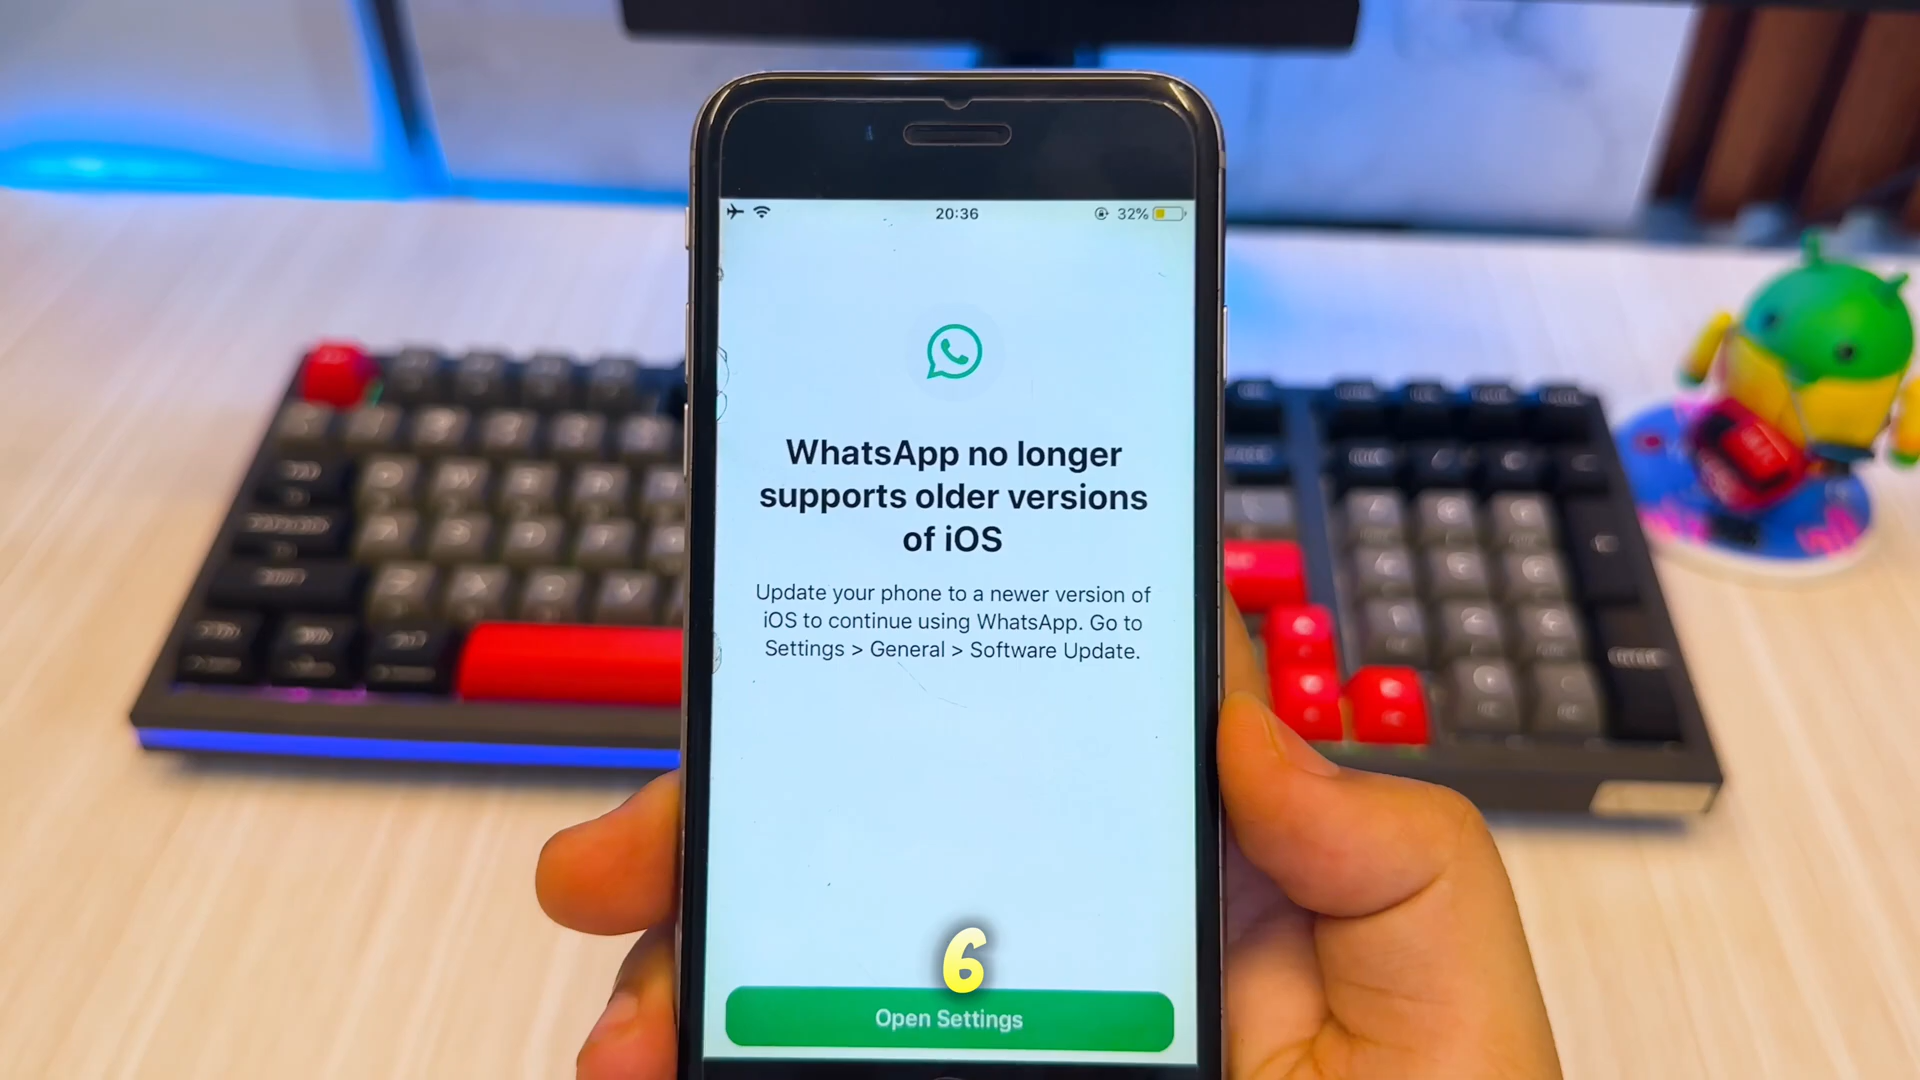 20:36
32%
WhatsApp no longer
supports older versions
of iOS
Update your phone to a newer version of
iOS to continue using WhatsApp. Go to
Settings > General > Software Update.
6
Open Settings